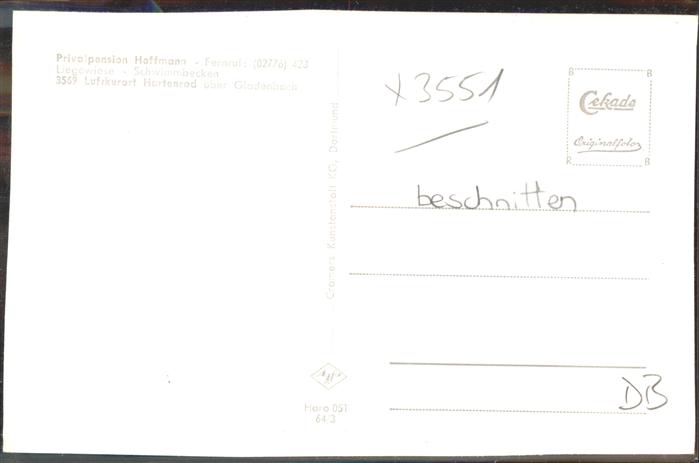 Privatpension Hoffmann - Fernruf: (02776) 423
Liegewiese - Schwimmbecken
3569 Luftkurort Hartenrod über Gladenbach
x3551
Cekade
Originalfoto
B B
R B
beschnitten
Cramers Kunstanstalt KG, Dortmund
DB
Haro 051
64/3